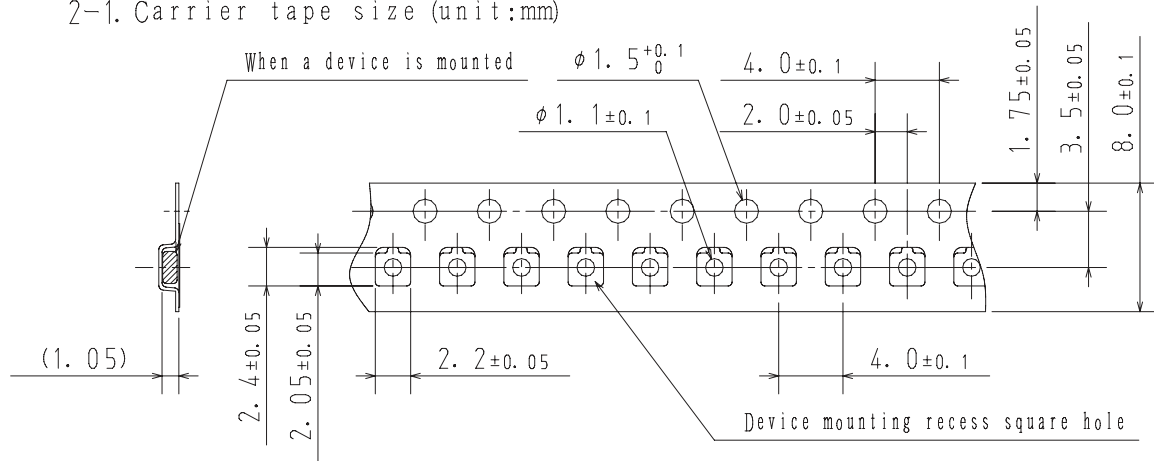 2-1. Carrier tape size (unit:mm)
When a device is mounted
φ1. 5+0. 1 0
4. 0±0. 1
φ1. 1±0. 1
2. 0±0. 05
1. 75±0. 05
3. 5±0. 05
8. 0±0. 1
(1. 05)
2. 4±0. 05
2. 05±0. 05
2. 2±0. 05
4. 0±0. 1
Device mounting recess square hole